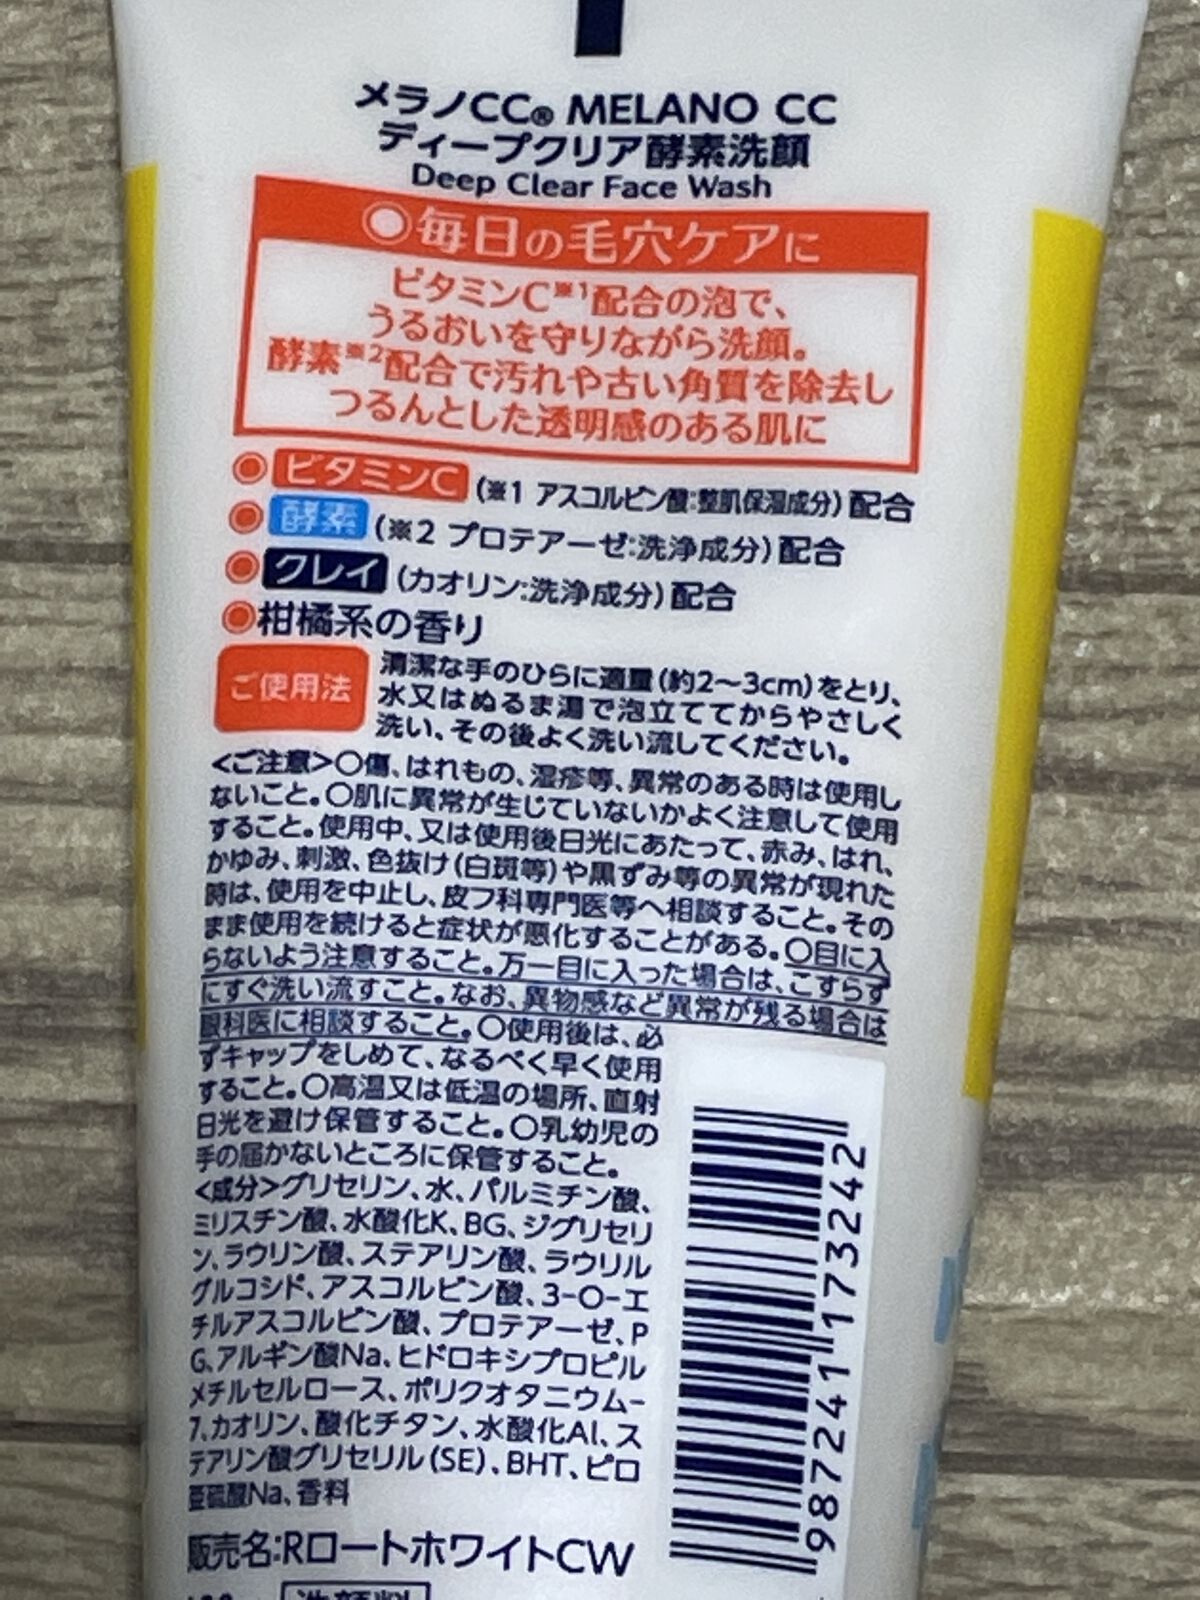 メラノCC® MELANO CC
ディープクリア酵素洗顔
Deep Clear Face Wash
◎毎日の毛穴ケアに
ビタミンC※1配合の泡で、
うるおいを守りながら洗顔。
酵素※2配合で汚れや古い角質を除去し
つるんとした透明感のある肌に
◎ビタミンC(※1 アスコルビン酸:整肌保湿成分)配合
◎酵素(※2 プロテアーゼ:洗浄成分)配合
◎クレイ(カオリン:洗浄成分)配合
◎柑橘系の香り
ご使用法
清潔な手のひらに適量(約2〜3cm)をとり、
水又はぬるま湯で泡立ててからやさしく
洗い、その後よく洗い流してください。
<ご注意>○傷、はれもの、湿疹等、異常のある時は使用し
ないこと。○肌に異常が生じていないかよく注意して使用
すること。使用中、又は使用後日光にあたって、赤み、はれ、
かゆみ、刺激、色抜け(白斑等)や黒ずみ等の異常が現れた
時は、使用を中止し、皮フ科専門医等へ相談すること。その
まま使用を続けると症状が悪化することがある。○目に入
らないよう注意すること。万一目に入った場合は、こすらず
にすぐ洗い流すこと。なお、異物感など異常が残る場合は
眼科医に相談すること。○使用後は、必
ずキャップをしめて、なるべく早く使用
すること。○高温又は低温の場所、直射
日光を避け保管すること。○乳幼児の
手の届かないところに保管すること。
<成分>グリセリン、水、パルミチン酸、
ミリスチン酸、水酸化K、BG、ジグリセリ
ン、ラウリン酸、ステアリン酸、ラウリル
グルコシド、アスコルビン酸、3-O-エ
チルアスコルビン酸、プロテアーゼ、P
G、アルギン酸Na、ヒドロキシプロピル
メチルセルロース、ポリクオタニウム-
7、カオリン、酸化チタン、水酸化Al、ス
テアリン酸グリセリル(SE)、BHT、ピロ
亜硫酸Na、香料
販売名:RロートホワイトCW
洗顔料
4987241173242